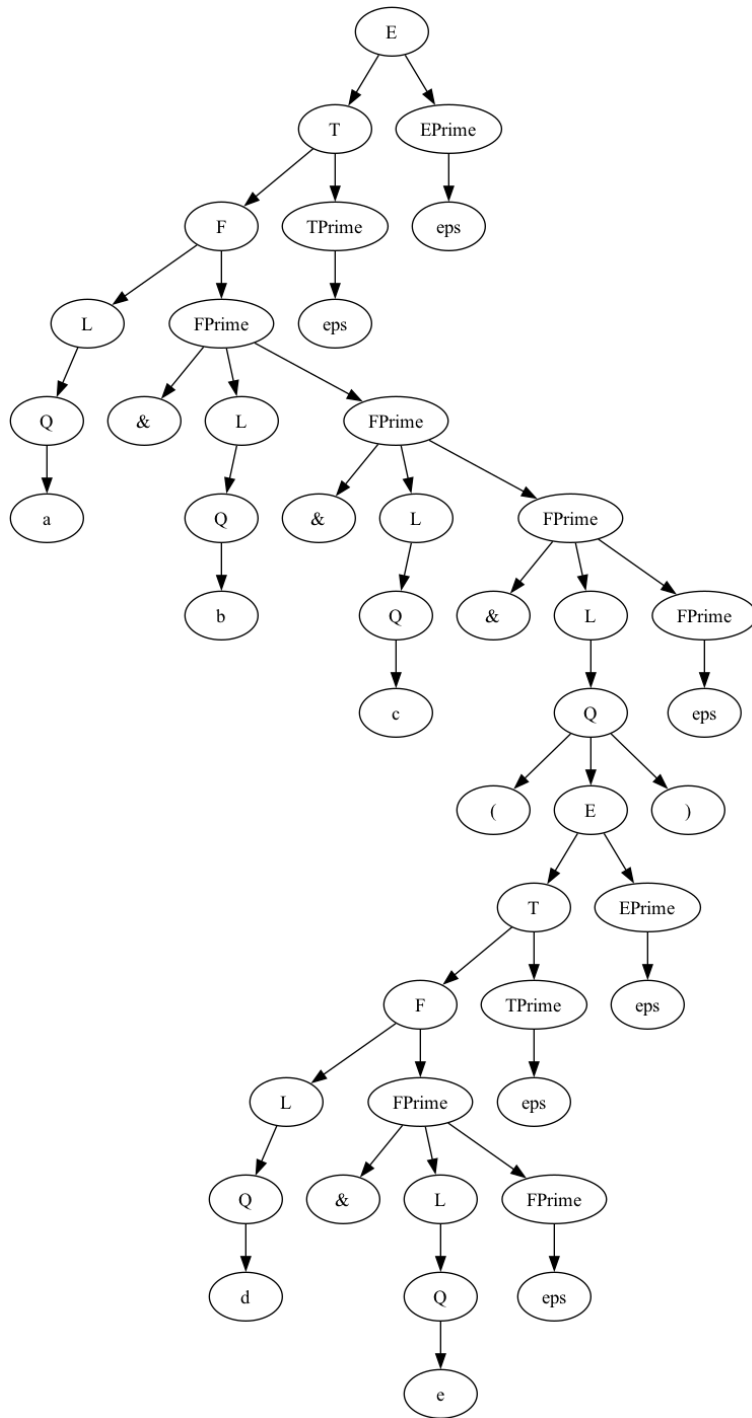 E
T EPrime
F TPrime eps
L FPrime eps
Q & L FPrime
a Q & L FPrime
b Q & L FPrime
c Q eps
( E )
T EPrime
F TPrime eps
L FPrime eps
Q & L FPrime
d Q eps
e